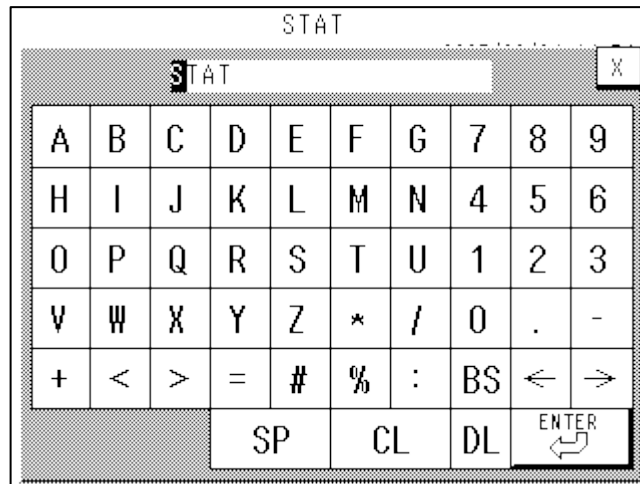 STAT
STAT X
A B C D E F G 7 8 9
H I J K L M N 4 5 6
O P Q R S T U 1 2 3
V W X Y Z * / 0 . -
+ < > = # % : BS ← →
SP CL DL ENTER